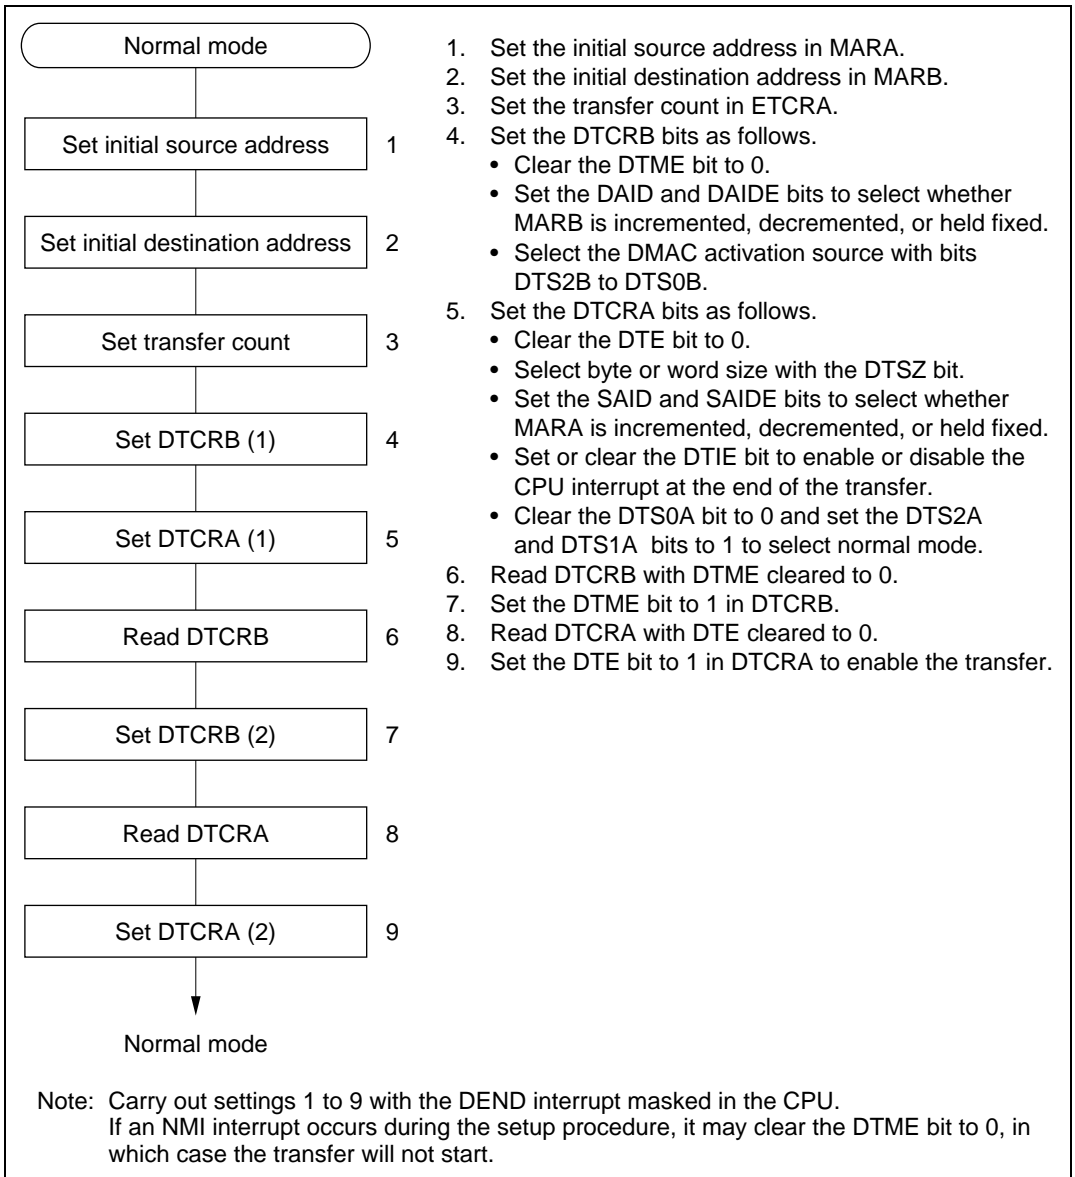 Normal mode
Set initial source address 1
Set initial destination address 2
Set transfer count 3
Set DTCRB (1) 4
Set DTCRA (1) 5
Read DTCRB 6
Set DTCRB (2) 7
Read DTCRA 8
Set DTCRA (2) 9
Normal mode
1. Set the initial source address in MARA.
2. Set the initial destination address in MARB.
3. Set the transfer count in ETCRA.
4. Set the DTCRB bits as follows.
• Clear the DTME bit to 0.
• Set the DAID and DAIDE bits to select whether
MARB is incremented, decremented, or held fixed.
• Select the DMAC activation source with bits
DTS2B to DTS0B.
5. Set the DTCRA bits as follows.
• Clear the DTE bit to 0.
• Select byte or word size with the DTSZ bit.
• Set the SAID and SAIDE bits to select whether
MARA is incremented, decremented, or held fixed.
• Set or clear the DTIE bit to enable or disable the
CPU interrupt at the end of the transfer.
• Clear the DTS0A bit to 0 and set the DTS2A
and DTS1A bits to 1 to select normal mode.
6. Read DTCRB with DTME cleared to 0.
7. Set the DTME bit to 1 in DTCRB.
8. Read DTCRA with DTE cleared to 0.
9. Set the DTE bit to 1 in DTCRA to enable the transfer.
Note: Carry out settings 1 to 9 with the DEND interrupt masked in the CPU.
If an NMI interrupt occurs during the setup procedure, it may clear the DTME bit to 0, in
which case the transfer will not start.